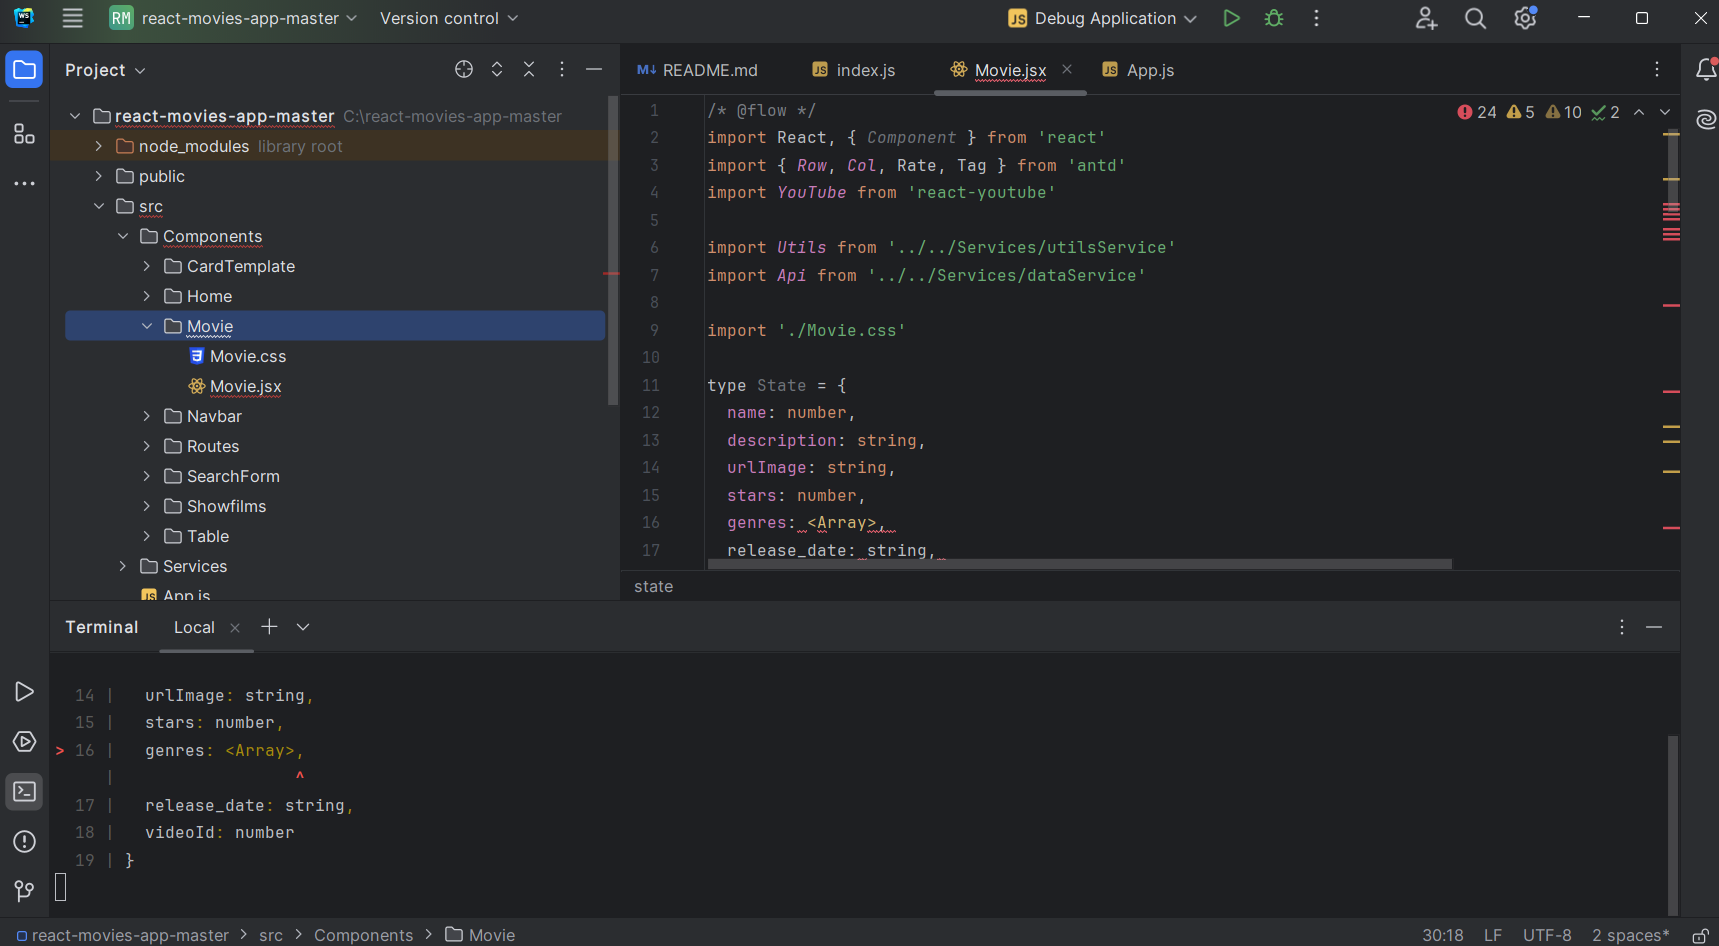 WS RM react-movies-app-master Version control JS Debug Application
Project
react-movies-app-master C:\react-movies-app-master
node_modules library root
public
src
Components
CardTemplate
Home
Movie
Movie.css
Movie.jsx
Navbar
Routes
SearchForm
Showfilms
Table
Services
JS App.js
M↓ README.md JS index.js Movie.jsx JS App.js
24 5 10 2
1 /* @flow */
2 import React, { Component } from 'react'
3 import { Row, Col, Rate, Tag } from 'antd'
4 import YouTube from 'react-youtube'
5
6 import Utils from '../../Services/utilsService'
7 import Api from '../../Services/dataService'
8
9 import './Movie.css'
10
11 type State = {
12 name: number,
13 description: string,
14 urlImage: string,
15 stars: number,
16 genres: <Array>,
17 release_date: string,
state
Terminal Local
14 | urlImage: string,
15 | stars: number,
> 16 | genres: <Array>,
| ^
17 | release_date: string,
18 | videoId: number
19 | }
react-movies-app-master > src > Components > Movie 30:18 LF UTF-8 2 spaces*